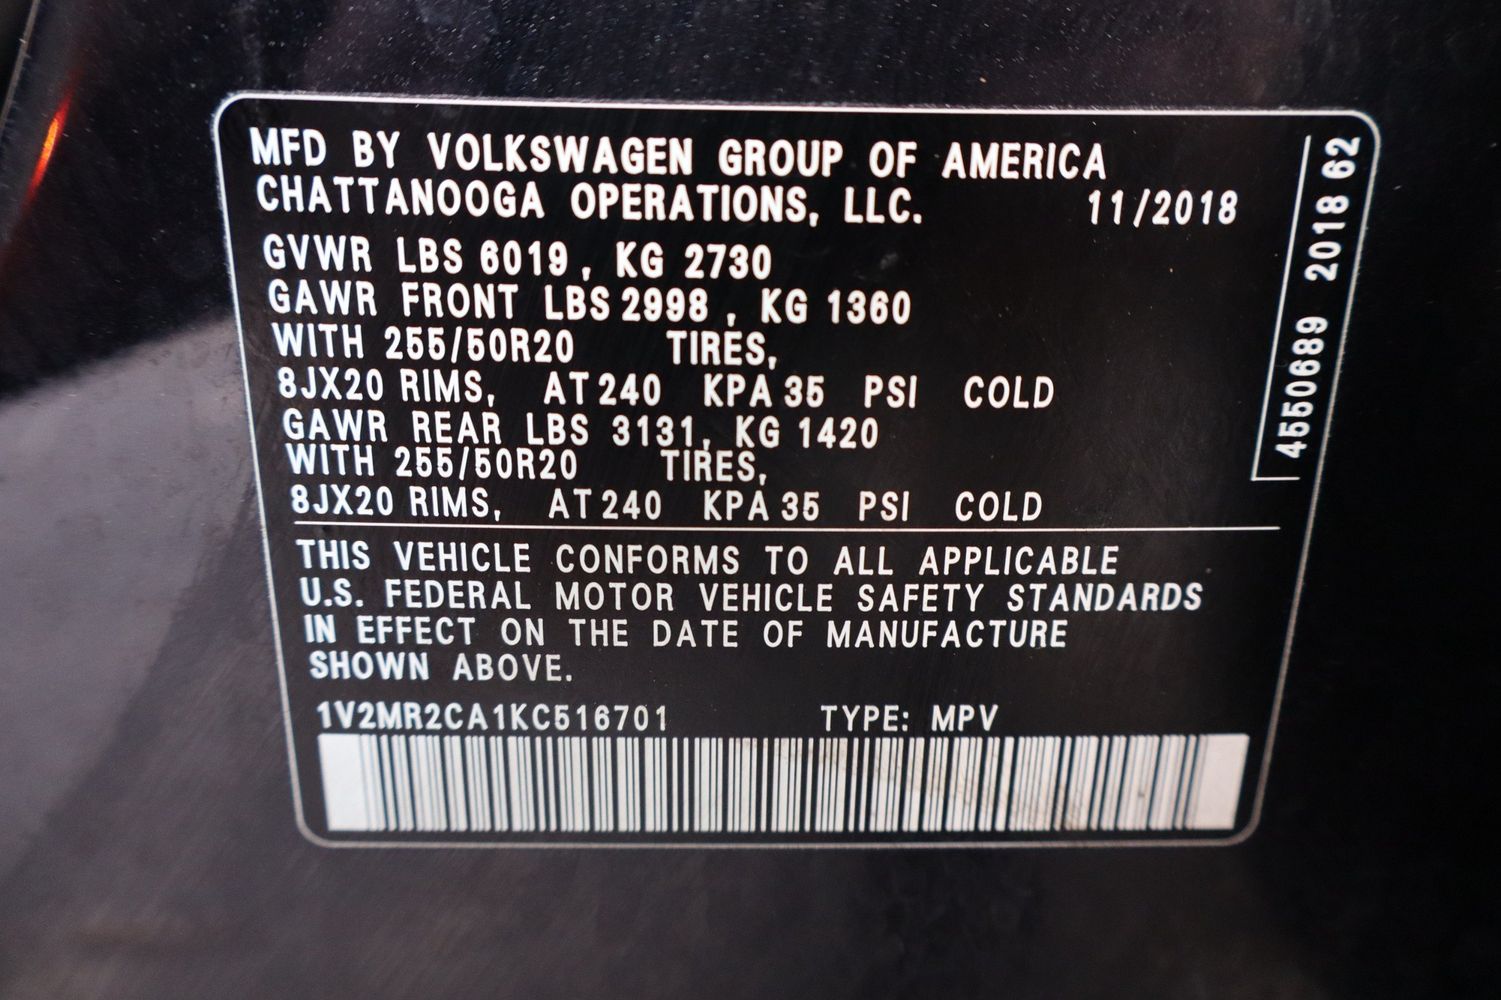 MFD BY VOLKSWAGEN GROUP OF AMERICA
CHATTANOOGA OPERATIONS, LLC. 11/2018
GVWR LBS 6019, KG 2730
GAWR FRONT LBS 2998, KG 1360
WITH 255/50R20 TIRES,
8JX20 RIMS, AT 240 KPA 35 PSI COLD
GAWR REAR LBS 3131, KG 1420
WITH 255/50R20 TIRES,
8JX20 RIMS, AT 240 KPA 35 PSI COLD
THIS VEHICLE CONFORMS TO ALL APPLICABLE
U.S. FEDERAL MOTOR VEHICLE SAFETY STANDARDS
IN EFFECT ON THE DATE OF MANUFACTURE
SHOWN ABOVE.
1V2MR2CA1KC516701 TYPE: MPV
4550689 2018 62